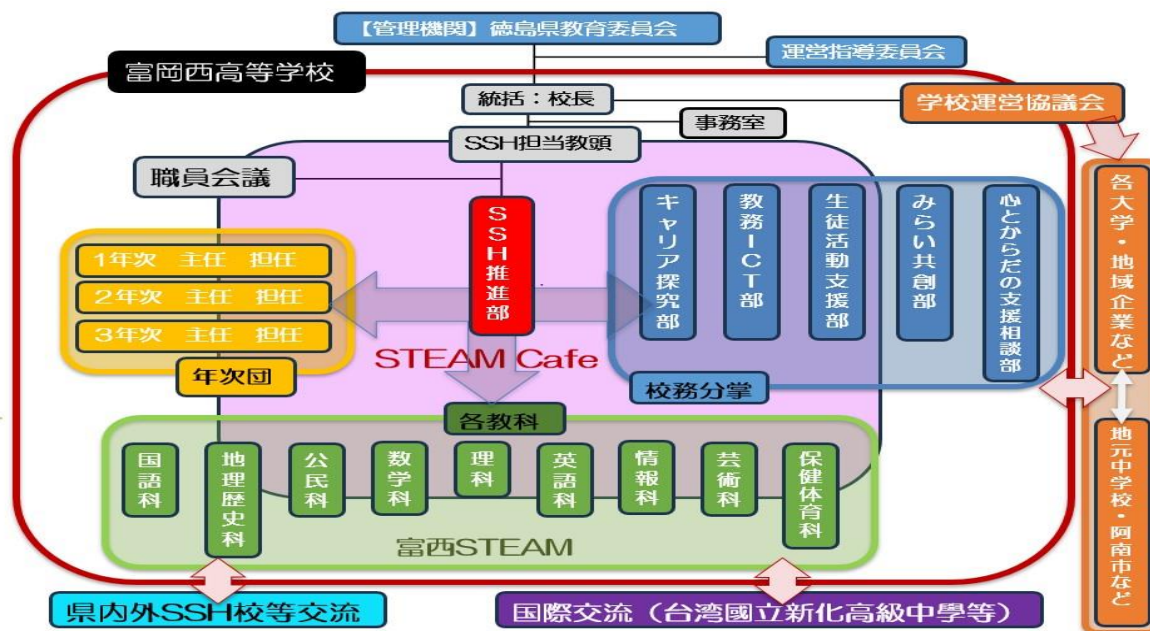 【管理機関】徳島県教育委員会
運営指導委員会
富岡西高等学校
統括：校長
学校運営協議会
事務室
SSH担当教頭
職員会議
SSH推進部
キャリア探究部
教務ICT部
生徒活動支援部
みらい共創部
心とからだの支援相談部
各大学・地域企業など
1年次 主任 担任
2年次 主任 担任
3年次 主任 担任
年次団
STEAM Cafe
校務分掌
各教科
国語科
地理歴史科
公民科
数学科
理科
英語科
情報科
芸術科
保健体育科
富西STEAM
地元中学校・阿南市など
県内外SSH校等交流
国際交流（台湾國立新化高級中學等）